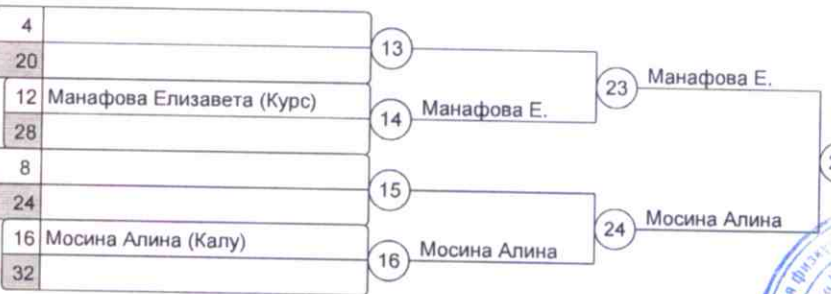 4
20
13
12 Манафова Елизавета (Курс)
28
14 Манафова Е.
23 Манафова Е.
8
24
15
16 Мосина Алина (Калу)
32
16 Мосина Алина
24 Мосина Алина